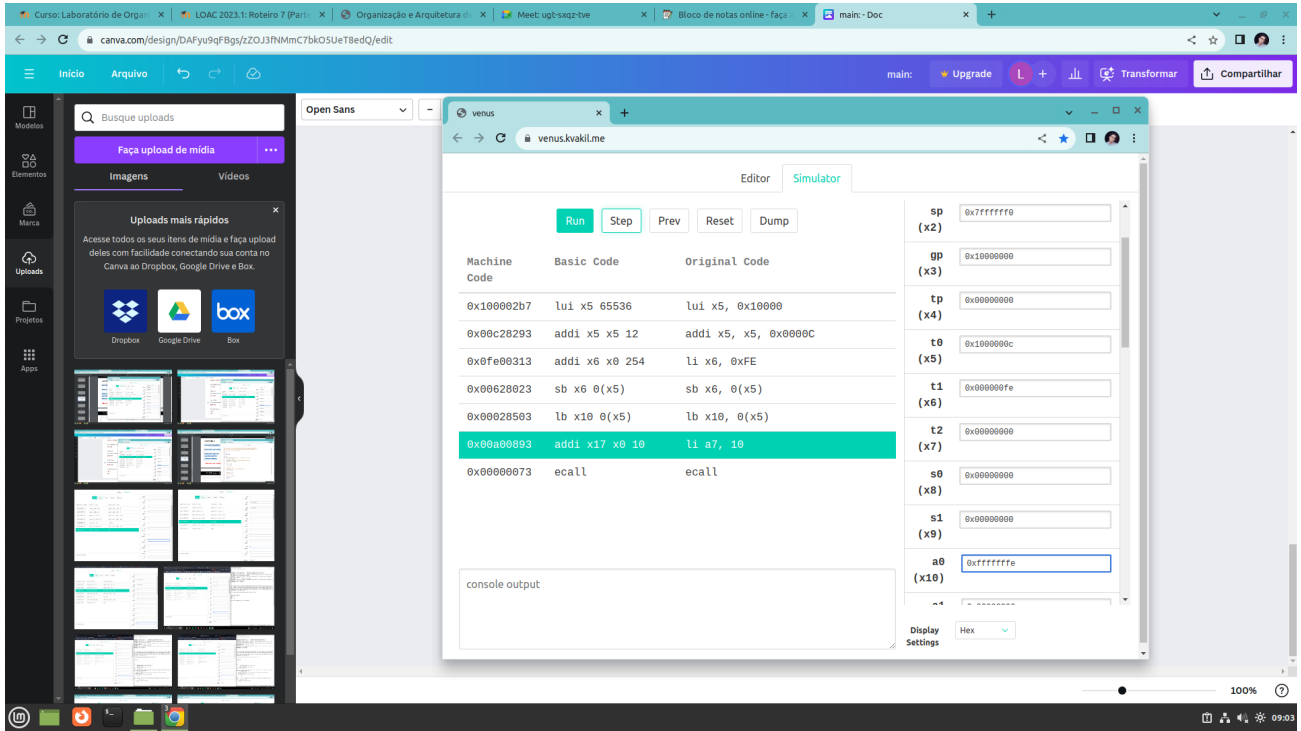 Curso: Laboratório de Organi
LOAC 2023.1: Roteiro 7 (Parte
Organização e Arquitetura d
Meet: ugt-sxqz-tve
Bloco de notas online - faça a
main: - Doc
canva.com/design/DAFyu9qFBgs/zZOJ3fNMmC7bkO5UeT8edQ/edit
Início
Arquivo
main:
Upgrade
L
Transformar
Compartilhar
Modelos
Elementos
Marca
Uploads
Projetos
Apps
Busque uploads
Faça upload de mídia
Imagens
Vídeos
Uploads mais rápidos
Acesse todos os seus itens de mídia e faça upload
deles com facilidade conectando sua conta no
Canva ao Dropbox, Google Drive e Box.
box
Dropbox
Google Drive
Box
Open Sans
venus
venus.kvakil.me
Editor
Simulator
Run
Step
Prev
Reset
Dump
Machine Code
Basic Code
Original Code
0x100002b7 lui x5 65536 lui x5, 0x10000
0x00c28293 addi x5 x5 12 addi x5, x5, 0x0000C
0x0fe00313 addi x6 x0 254 li x6, 0xFE
0x00628023 sb x6 0(x5) sb x6, 0(x5)
0x00028503 lb x10 0(x5) lb x10, 0(x5)
0x00a00893 addi x17 x0 10 li a7, 10
0x00000073 ecall ecall
console output
sp (x2) 0x7ffffff0
gp (x3) 0x10000000
tp (x4) 0x00000000
t0 (x5) 0x1000000c
t1 (x6) 0x000000fe
t2 (x7) 0x00000000
s0 (x8) 0x00000000
s1 (x9) 0x00000000
a0 (x10) 0xfffffffe
Display Settings
Hex
100%
09:03